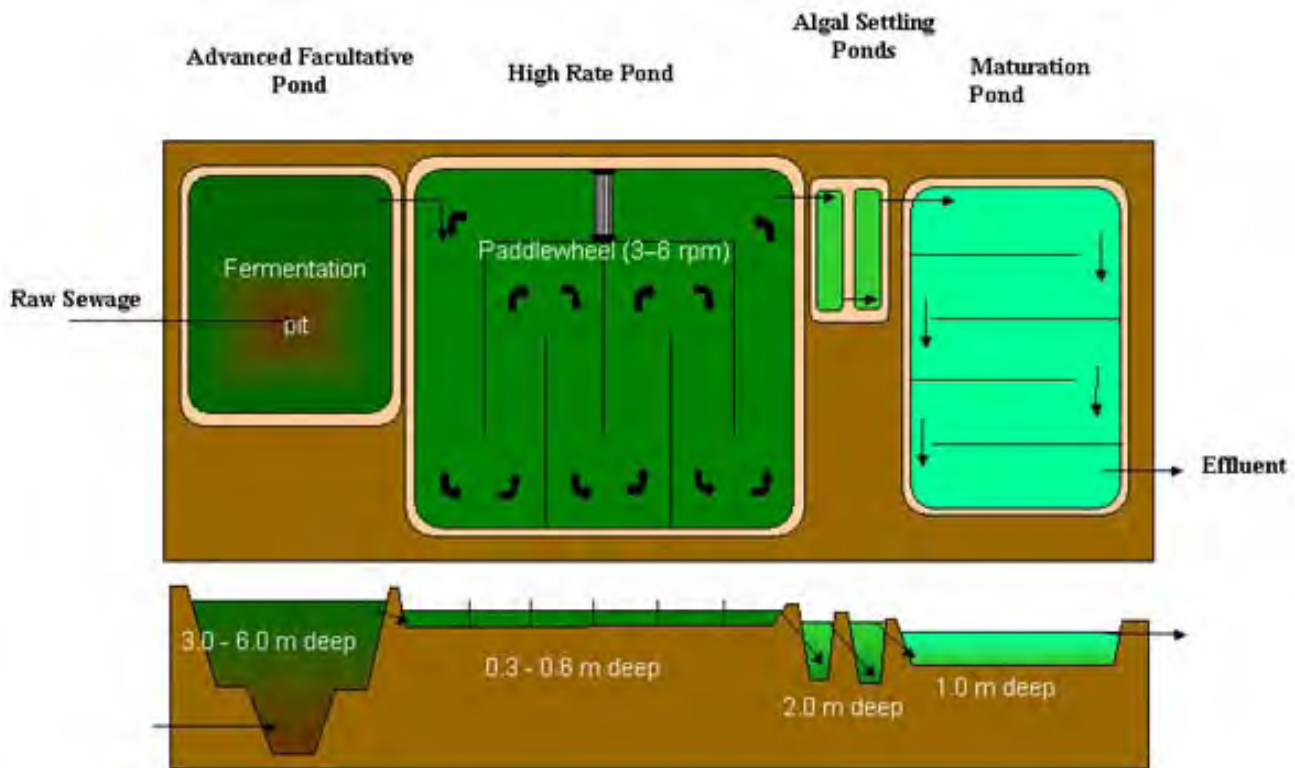 Advanced Facultative
Pond
High Rate Pond
Algal Settling
Ponds
Maturation
Pond
Raw Sewage
Fermentation
pit
Paddlewheel (3–6 rpm)
Effluent
3.0 - 6.0 m deep
0.3 - 0.6 m deep
2.0 m deep
1.0 m deep